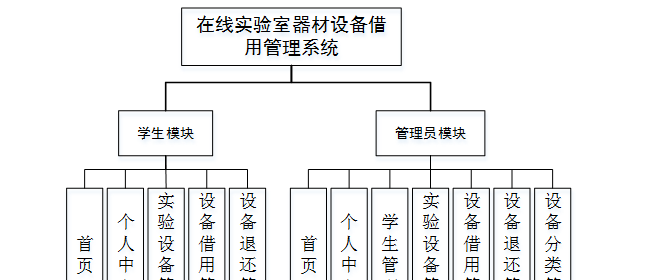 在线实验室器材设备借
用管理系统
学生模块
管理员模块
首页
个人中
实验设备
设备借用
设备退还
首页
个人中
学生管
实验设备
设备借用
设备退还
设备分类